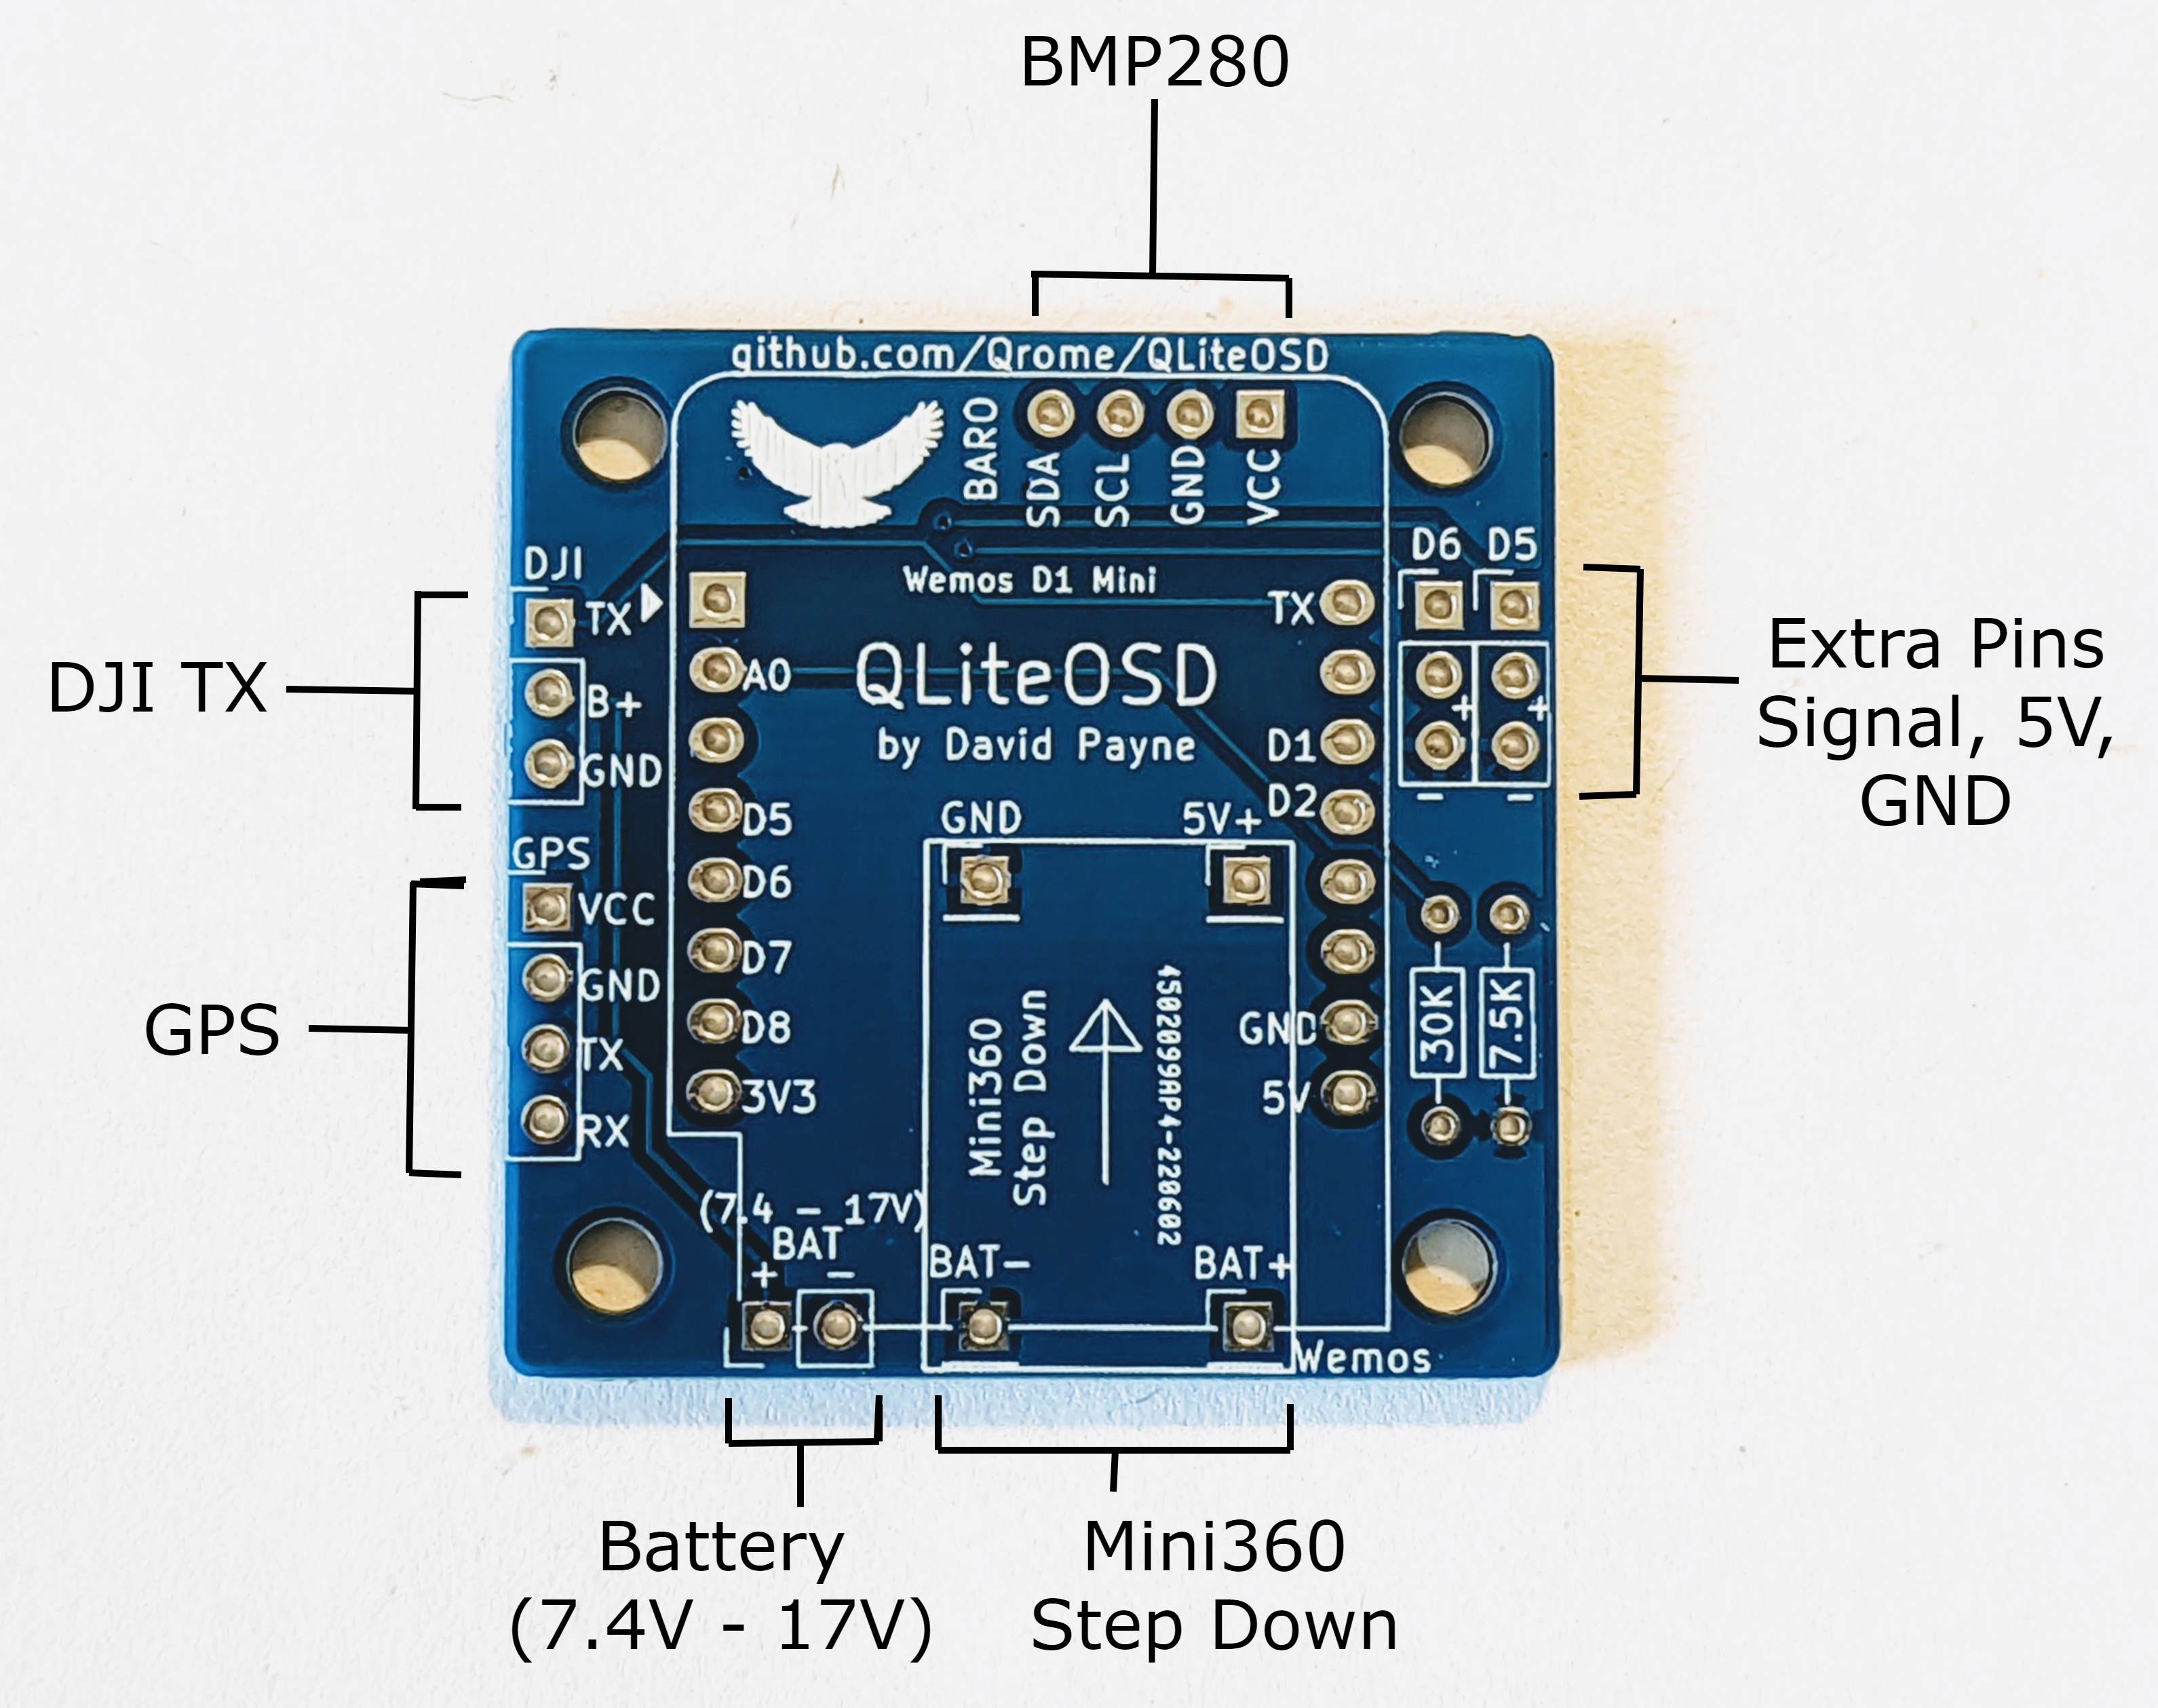 BMP280
github.com/Qrome/QLiteOSD
BARO
SDA
SCL
GND
VCC
DJI
D6
D5
Wemos D1 Mini
TX
TX
A0
QLiteOSD
B+
by David Payne
D1
+
+
GND
D2
-
-
DJI TX
Extra Pins
Signal, 5V,
GND
D5
GND
5V+
GPS
VCC
D6
GND
D7
TX
D8
RX
3V3
GPS
Mini360
Step Down
4502099AP4-220602
GND
5V
30K
7.5K
(7.4 - 17V)
BAT
+ -
BAT-
BAT+
Wemos
Battery
(7.4V - 17V)
Mini360
Step Down